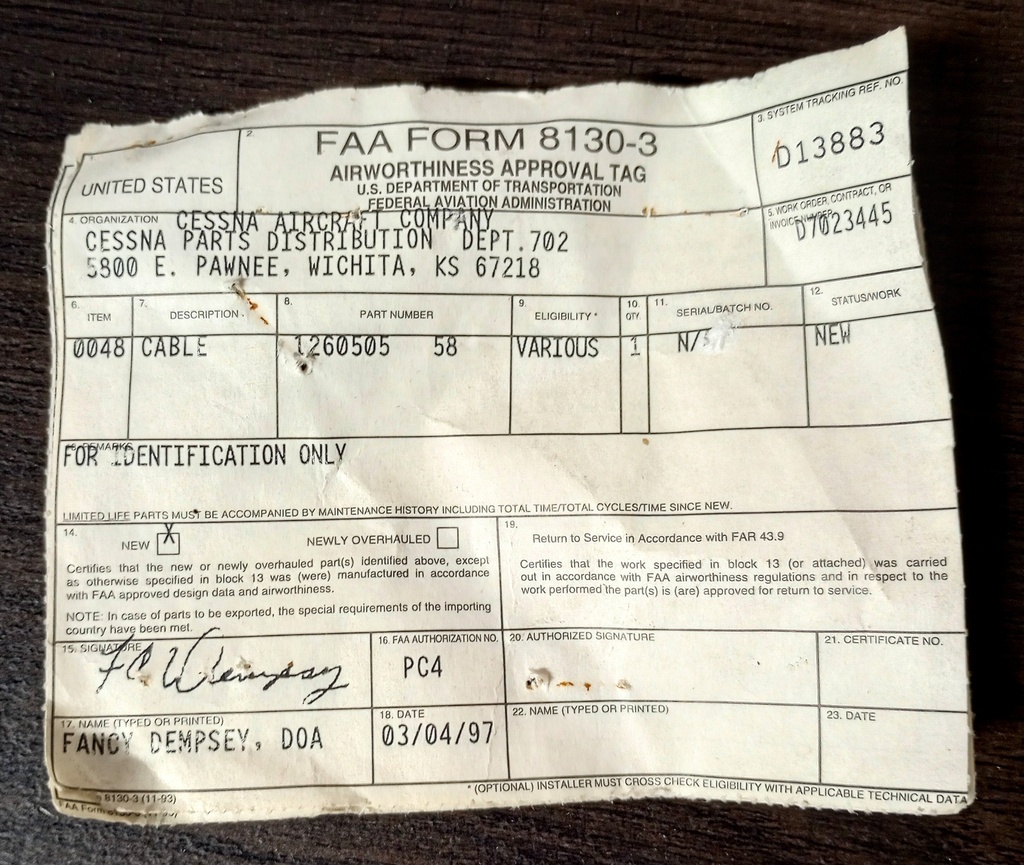 2.
FAA FORM 8130-3
AIRWORTHINESS APPROVAL TAG
U.S. DEPARTMENT OF TRANSPORTATION
FEDERAL AVIATION ADMINISTRATION
UNITED STATES
3. SYSTEM TRACKING REF. NO.
D13883
4. ORGANIZATION CESSNA AIRCRAFT COMPANY
CESSNA PARTS DISTRIBUTION DEPT.702
5800 E. PAWNEE, WICHITA, KS 67218
5. WORK ORDER, CONTRACT, OR
INVOICE NUMBER
D7023445
6. ITEM
7. DESCRIPTION
8. PART NUMBER
9. ELIGIBILITY *
10. QTY.
11. SERIAL/BATCH NO.
12. STATUS/WORK
0048 CABLE 1260505 58 VARIOUS 1 N/ NEW
13. REMARKS
FOR IDENTIFICATION ONLY
LIMITED LIFE PARTS MUST BE ACCOMPANIED BY MAINTENANCE HISTORY INCLUDING TOTAL TIME/TOTAL CYCLES/TIME SINCE NEW.
14.
NEW X NEWLY OVERHAULED
Certifies that the new or newly overhauled part(s) identified above, except
as otherwise specified in block 13 was (were) manufactured in accordance
with FAA approved design data and airworthiness.
NOTE: In case of parts to be exported, the special requirements of the importing
country have been met.
19.
Return to Service in Accordance with FAR 43.9
Certifies that the work specified in block 13 (or attached) was carried
out in accordance with FAA airworthiness regulations and in respect to the
work performed the part(s) is (are) approved for return to service.
15. SIGNATURE
F C. Dempsey
16. FAA AUTHORIZATION NO.
PC4
20. AUTHORIZED SIGNATURE
21. CERTIFICATE NO.
17. NAME (TYPED OR PRINTED)
FANCY DEMPSEY, DOA
18. DATE
03/04/97
22. NAME (TYPED OR PRINTED)
23. DATE
8130-3 (11-93)
FAA Form
* (OPTIONAL) INSTALLER MUST CROSS CHECK ELIGIBILITY WITH APPLICABLE TECHNICAL DATA